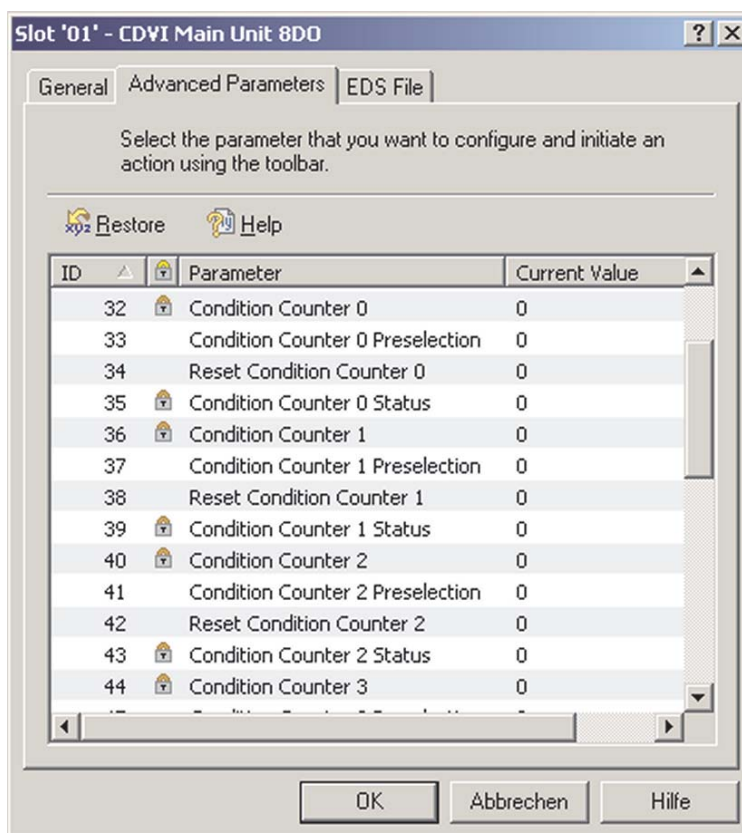 Slot '01' - CDVI Main Unit 8DO
General Advanced Parameters EDS File
Select the parameter that you want to configure and initiate an
action using the toolbar.
Restore Help
ID Parameter Current Value
32 Condition Counter 0 0
33 Condition Counter 0 Preselection 0
34 Reset Condition Counter 0 0
35 Condition Counter 0 Status 0
36 Condition Counter 1 0
37 Condition Counter 1 Preselection 0
38 Reset Condition Counter 1 0
39 Condition Counter 1 Status 0
40 Condition Counter 2 0
41 Condition Counter 2 Preselection 0
42 Reset Condition Counter 2 0
43 Condition Counter 2 Status 0
44 Condition Counter 3 0
OK Abbrechen Hilfe